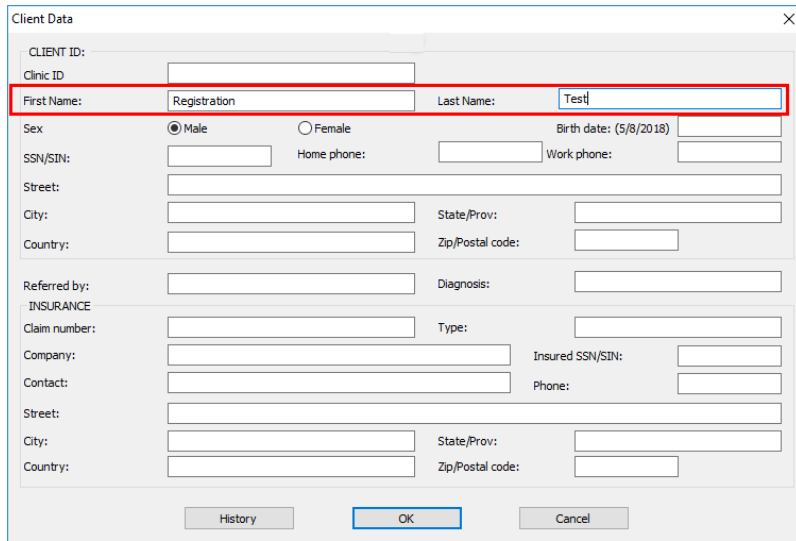 Client Data
CLIENT ID:
Clinic ID
First Name: Registration Last Name: Test
Sex Male Female Birth date: (5/8/2018)
SSN/SIN: Home phone: Work phone:
Street:
City: State/Prov:
Country: Zip/Postal code:
Referred by: Diagnosis:
INSURANCE
Claim number: Type:
Company: Insured SSN/SIN:
Contact: Phone:
Street:
City: State/Prov:
Country: Zip/Postal code:
History OK Cancel